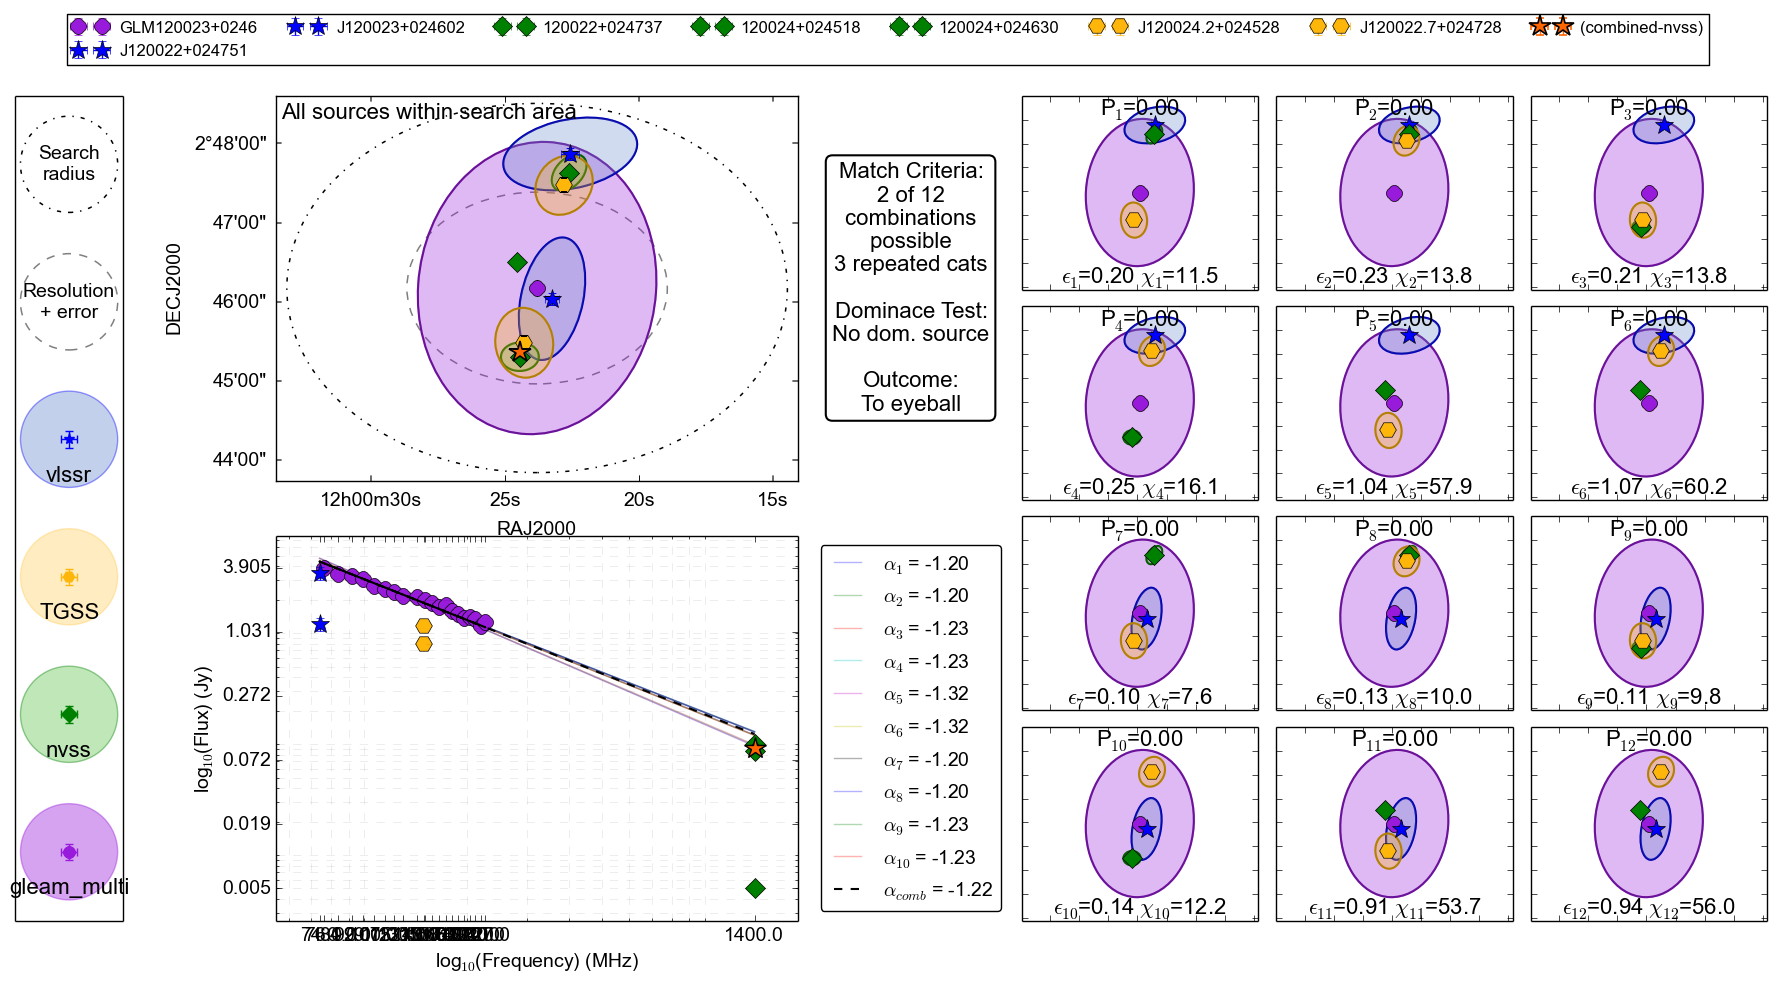 GLM120023+0246
J120023+024602
120022+024737
120024+024518
120024+024630
J120024.2+024528
J120022.7+024728
(combined-nvss)
J120022+024751
Search
radius
Resolution
+ error
vlssr
TGSS
nvss
gleam_multi
All sources within search area
DECJ2000
2°48'00"
47'00"
46'00"
45'00"
44'00"
12h00m30s
25s
20s
15s
RAJ2000
Match Criteria:
2 of 12
combinations
possible
3 repeated cats
Dominace Test:
No dom. source
Outcome:
To eyeball
log₁₀(Flux) (Jy)
3.905
1.031
0.272
0.072
0.019
0.005
1400.0
log₁₀(Frequency) (MHz)
α₁ = -1.20
α₂ = -1.20
α₃ = -1.23
α₄ = -1.23
α₅ = -1.32
α₆ = -1.32
α₇ = -1.20
α₈ = -1.20
α₉ = -1.23
α₁₀ = -1.23
α_comb = -1.22
P₁=0.00
ϵ₁=0.20 χ₁=11.5
P₂=0.00
ϵ₂=0.23 χ₂=13.8
P₃=0.00
ϵ₃=0.21 χ₃=13.8
P₄=0.00
ϵ₄=0.25 χ₄=16.1
P₅=0.00
ϵ₅=1.04 χ₅=57.9
P₆=0.00
ϵ₆=1.07 χ₆=60.2
P₇=0.00
ϵ₇=0.10 χ₇=7.6
P₈=0.00
ϵ₈=0.13 χ₈=10.0
P₉=0.00
ϵ₉=0.11 χ₉=9.8
P₁₀=0.00
ϵ₁₀=0.14 χ₁₀=12.2
P₁₁=0.00
ϵ₁₁=0.91 χ₁₁=53.7
P₁₂=0.00
ϵ₁₂=0.94 χ₁₂=56.0